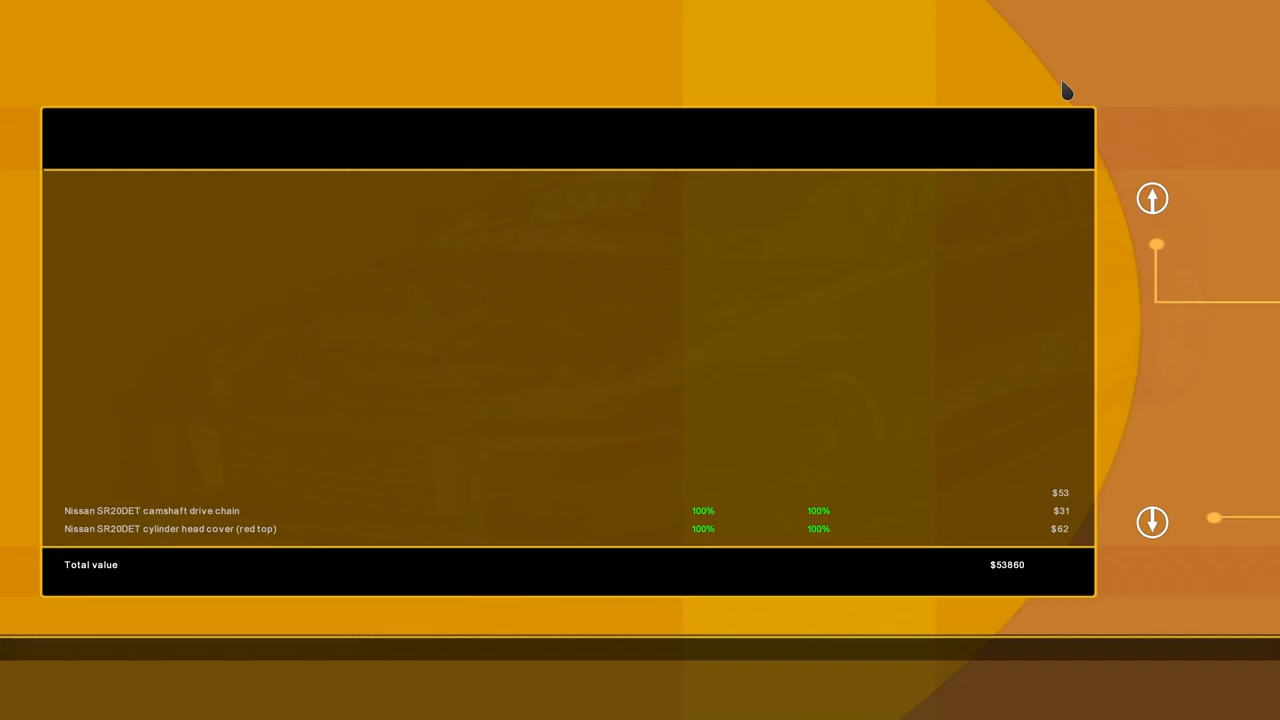 $53
Nissan SR20DET camshaft drive chain 100% 100% $31
Nissan SR20DET cylinder head cover (red top) 100% 100% $62
Total value $53860